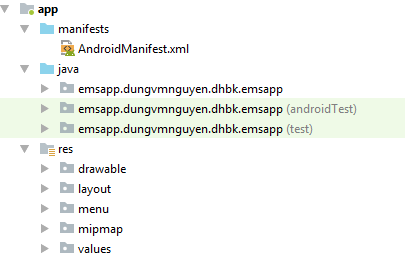 app
manifests
AndroidManifest.xml
java
emsapp.dungvmnguyen.dhbk.emsapp
emsapp.dungvmnguyen.dhbk.emsapp (androidTest)
emsapp.dungvmnguyen.dhbk.emsapp (test)
res
drawable
layout
menu
mipmap
values